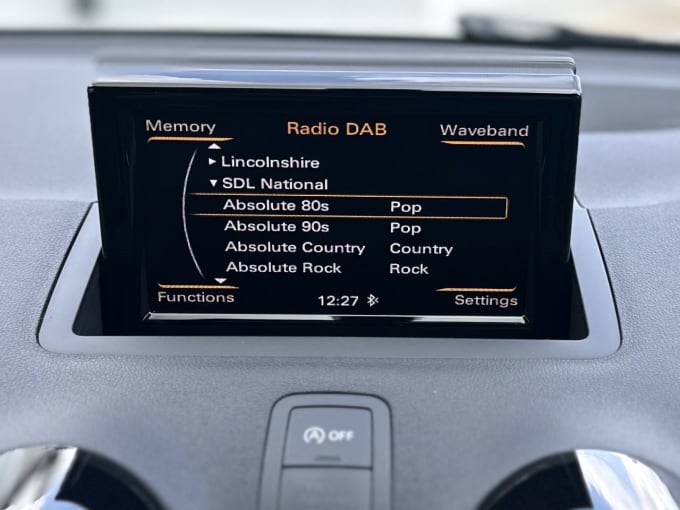 Memory Radio DAB Waveband
Lincolnshire
SDL National
Absolute 80s Pop
Absolute 90s Pop
Absolute Country Country
Absolute Rock Rock
Functions 12:27 Settings
A OFF